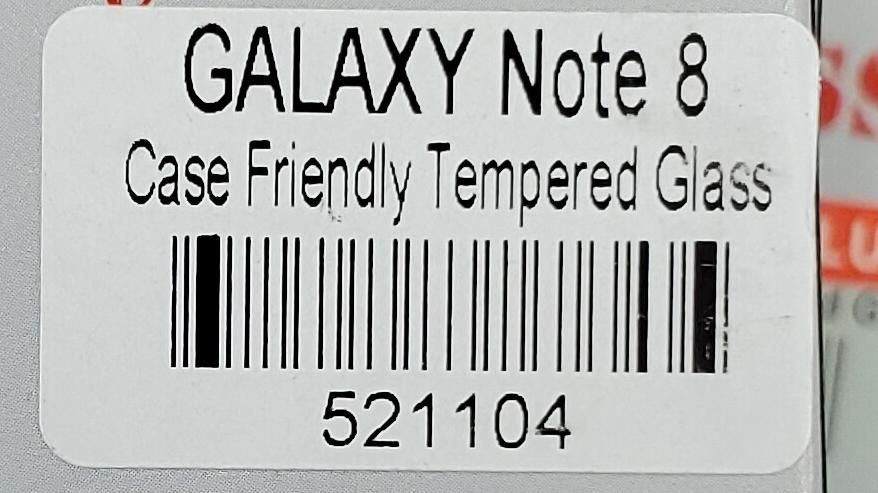 GALAXY Note 8
Case Friendly Tempered Glass
521104